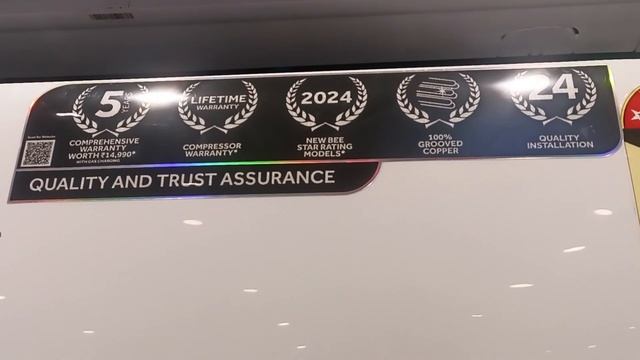 5 YEARS
COMPREHENSIVE
WARRANTY
WORTH ₹14,990*
WITH GAS CHARGING
LIFETIME
WARRANTY
COMPRESSOR
WARRANTY*
2024
NEW BEE
STAR RATING
MODELS*
100%
GROOVED
COPPER
24
QUALITY
INSTALLATION
QUALITY AND TRUST ASSURANCE